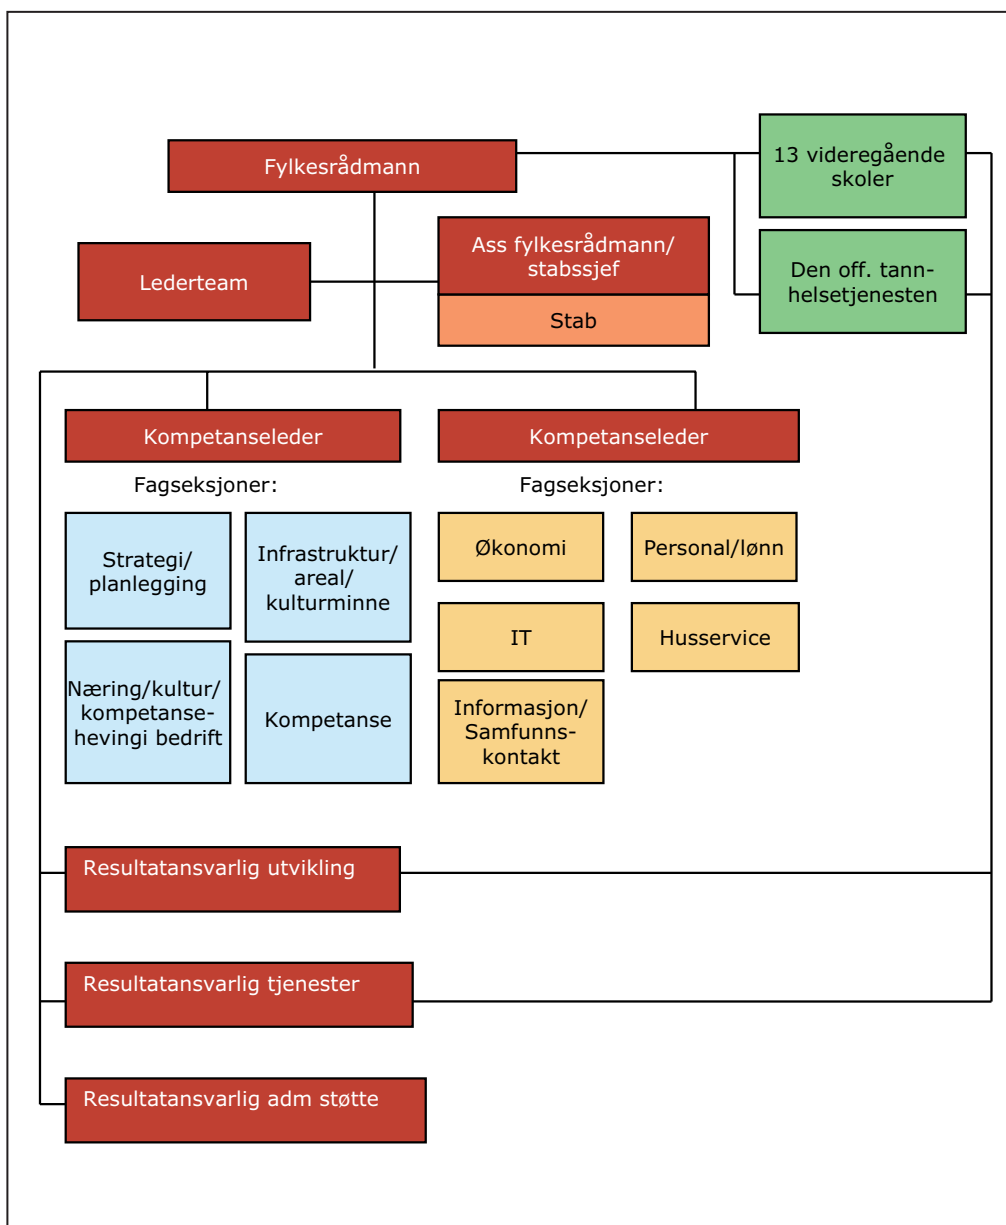 Fylkesrådmann
13 videregående
skoler
Ass fylkesrådmann/
stabssjef
Lederteam
Stab
Den off. tann-
helsetjenesten
Kompetanseleder
Kompetanseleder
Fagseksjoner:
Fagseksjoner:
Strategi/
planlegging
Infrastruktur/
areal/
kulturminne
Økonomi
Personal/lønn
IT
Husservice
Næring/kultur/
kompetanse-
hevingi bedrift
Kompetanse
Informasjon/
Samfunns-
kontakt
Resultatansvarlig utvikling
Resultatansvarlig tjenester
Resultatansvarlig adm støtte